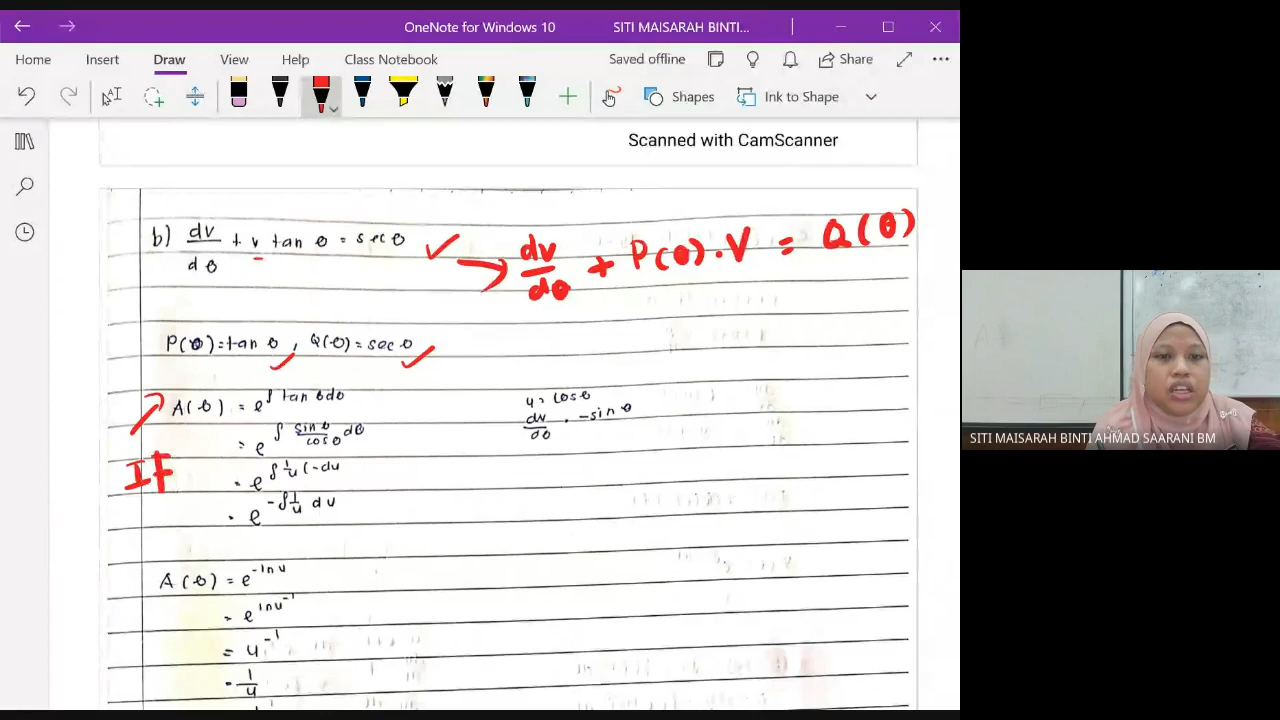 OneNote for Windows 10
SITI MAISARAH BINTI...
Home Insert Draw View Help Class Notebook
Saved offline
Share
Shapes
Ink to Shape
Scanned with CamScanner
b) dv/dθ + v tan θ = sec θ ✓ → dv/dθ + P(θ) · V = Q(θ)
P(θ) = tan θ , Q(θ) = sec θ
A(θ) = e^∫ tan θ dθ
u = cos θ
= e^∫ sin θ/cos θ dθ
du/dθ = -sin θ
IF
= e^∫ 1/u (-du
= e^-∫ 1/u du
A(θ) = e^-ln u
= e^ln u^-1
= u^-1
= 1/u
SITI MAISARAH BINTI AHMAD SAARANI BM